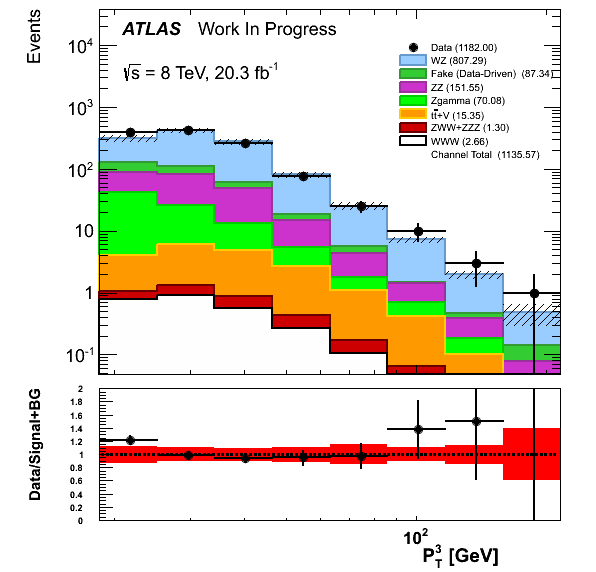 Events
ATLAS Work In Progress
√s = 8 TeV, 20.3 fb⁻¹
Data (1182.00)
WZ (807.29)
Fake (Data-Driven) (87.34)
ZZ (151.55)
Zgamma (70.08)
tt̄+V (15.35)
ZWW+ZZZ (1.30)
WWW (2.66)
Channel Total (1135.57)
10⁴
10³
10²
10
1
10⁻¹
Data/Signal+BG
2
1.8
1.6
1.4
1.2
1
0.8
0.6
0.4
0.2
0
10²
P³_T [GeV]